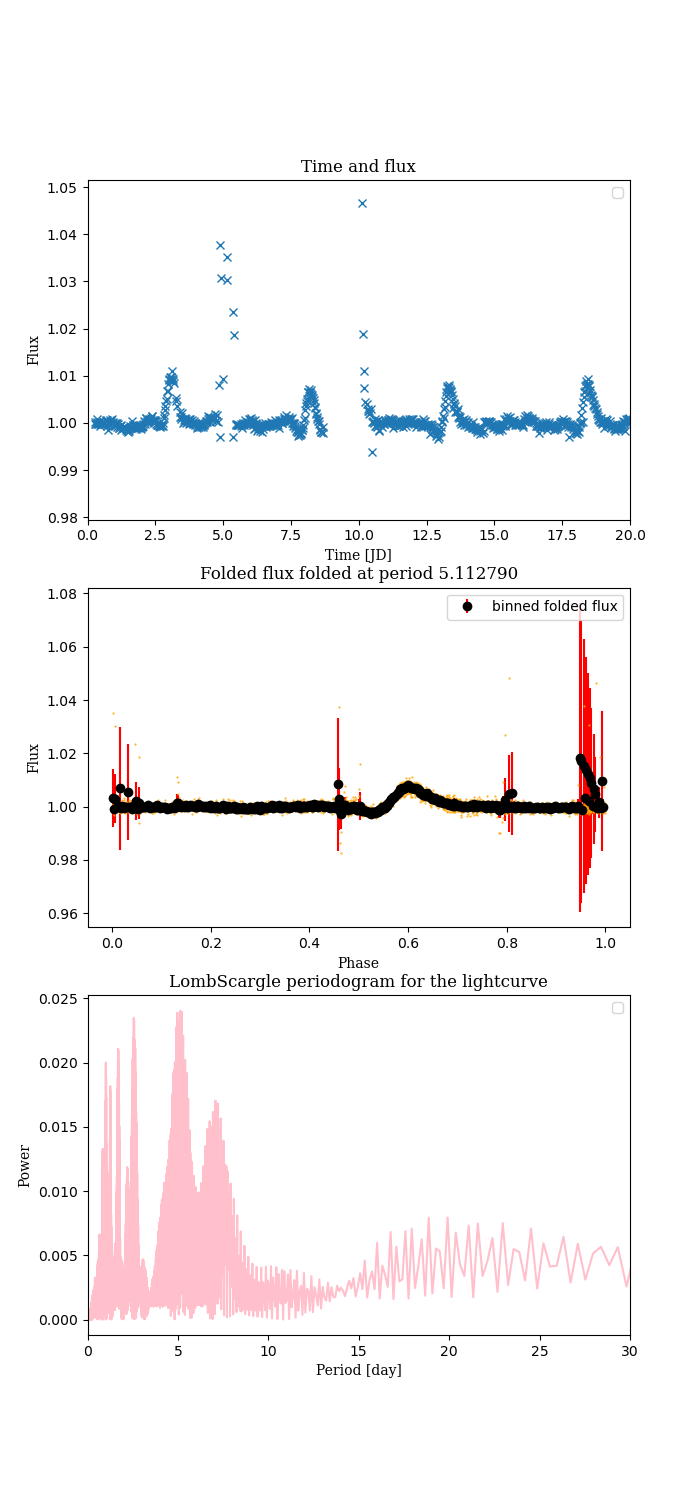 Time and flux
1.05
1.04
1.03
1.02
1.01
1.00
0.99
0.98
Flux
0.0 2.5 5.0 7.5 10.0 12.5 15.0 17.5 20.0
Time [JD]
Folded flux folded at period 5.112790
binned folded flux
1.08
1.06
1.04
1.02
1.00
0.98
0.96
Flux
0.0 0.2 0.4 0.6 0.8 1.0
Phase
LombScargle periodogram for the lightcurve
0.025
0.020
0.015
0.010
0.005
0.000
Power
0 5 10 15 20 25 30
Period [day]